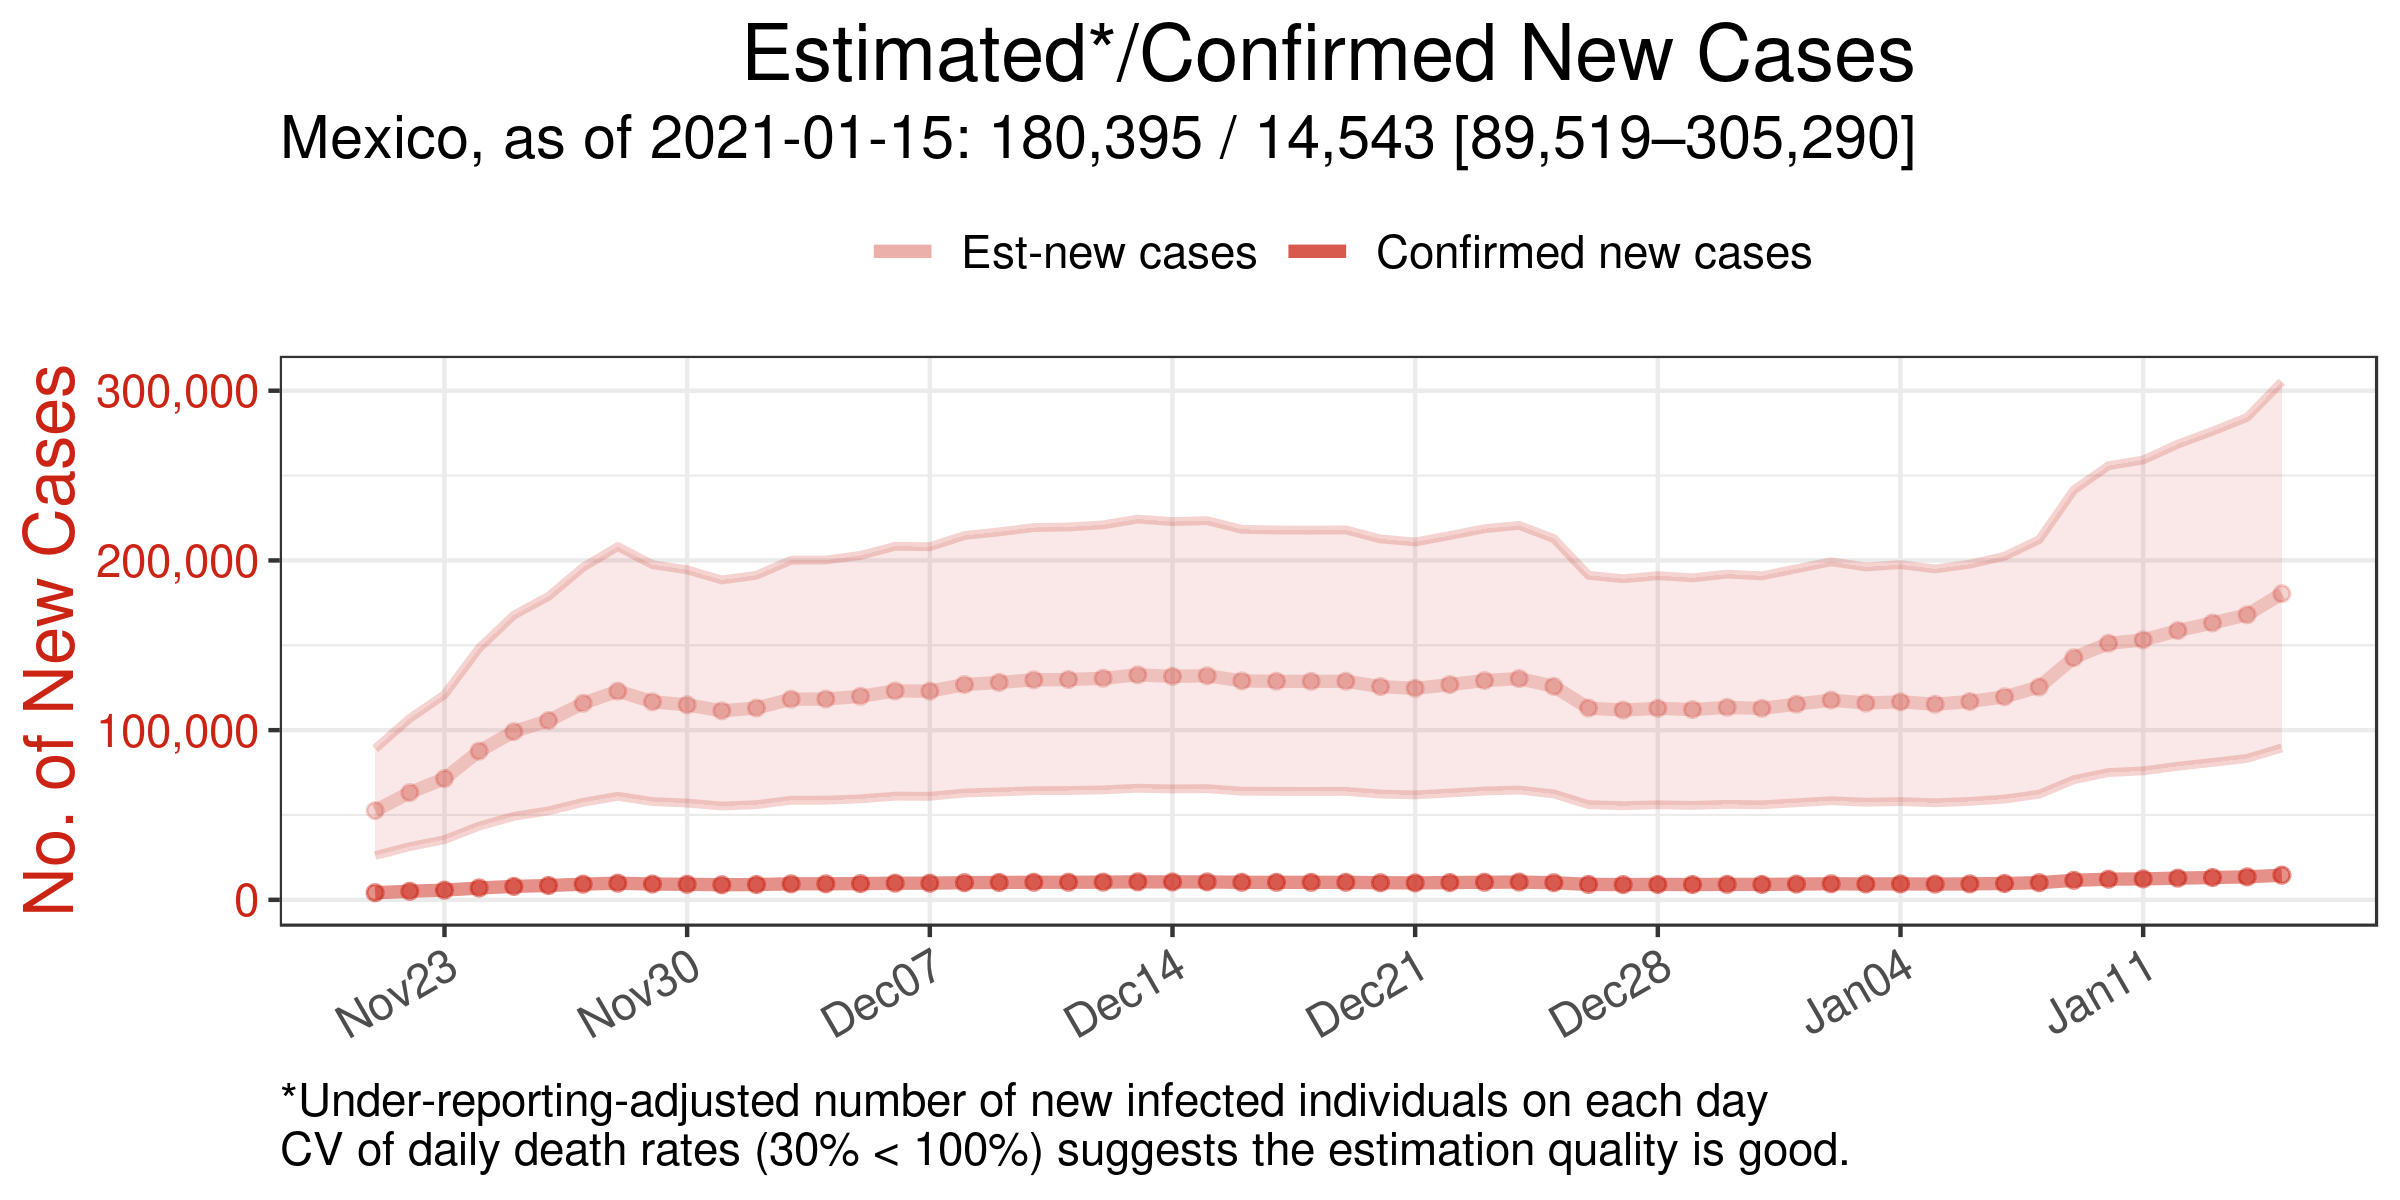 Estimated*/Confirmed New Cases
Mexico, as of 2021-01-15: 180,395 / 14,543 [89,519–305,290]
Est-new cases
Confirmed new cases
No. of New Cases
300,000
200,000
100,000
0
Nov23
Nov30
Dec07
Dec14
Dec21
Dec28
Jan04
Jan11
*Under-reporting-adjusted number of new infected individuals on each day
CV of daily death rates (30% < 100%) suggests the estimation quality is good.